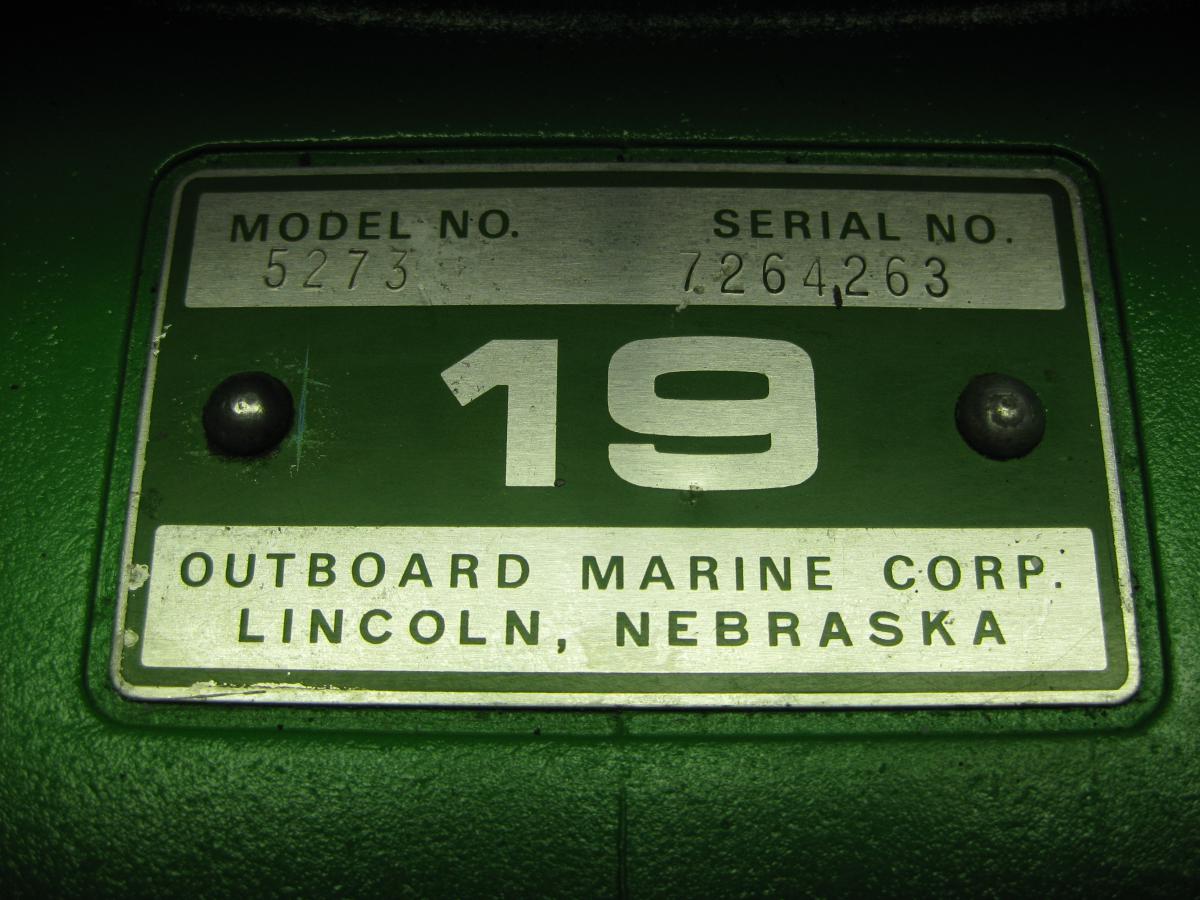 MODEL NO. SERIAL NO.
5273 7264263
19
OUTBOARD MARINE CORP.
LINCOLN, NEBRASKA